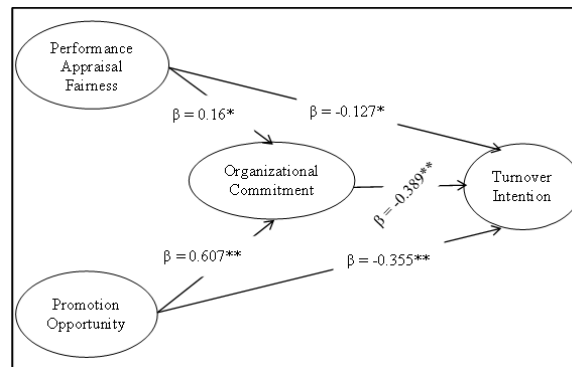 Performance
Appraisal
Fairness
β = 0.16*
β = -0.127*
Organizational
Commitment
β = -0.389**
Turnover
Intention
β = 0.607**
β = -0.355**
Promotion
Opportunity